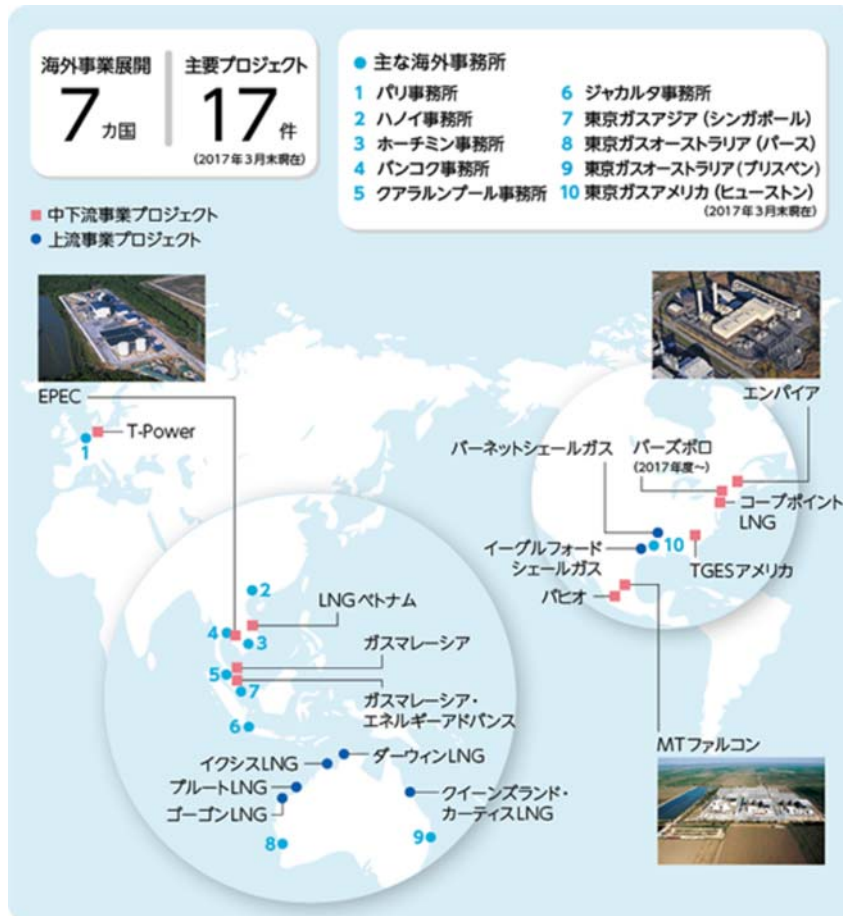 海外事業展開
7カ国
主要プロジェクト
17件
(2017年3月末現在)
● 主な海外事務所
1 パリ事務所
2 ハノイ事務所
3 ホーチミン事務所
4 バンコク事務所
5 クアラルンプール事務所
6 ジャカルタ事務所
7 東京ガスアジア(シンガポール)
8 東京ガスオーストラリア(パース)
9 東京ガスオーストラリア(ブリスベン)
10 東京ガスアメリカ(ヒューストン)
(2017年3月末現在)
■ 中下流事業プロジェクト
● 上流事業プロジェクト
EPEC
エンパイア
T-Power
1
バーネットシェールガス
バーズボロ
(2017年度～)
コーブポイント
LNG
10
イーグルフォード
シェールガス
TGESアメリカ
バヒオ
2
LNGベトナム
4
3
ガスマレーシア
5
7
ガスマレーシア・
エネルギーアドバンス
6
MTファルコン
ダーウィンLNG
イクシスLNG
プルートLNG
クイーンズランド・
カーティスLNG
ゴーゴンLNG
8
9